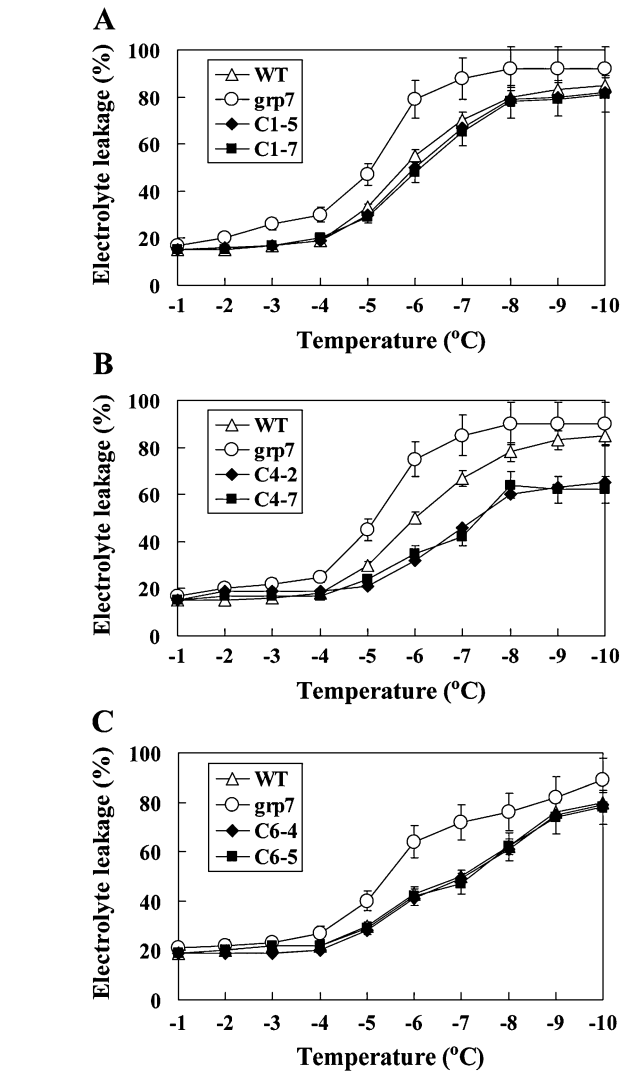 A
Electrolyte leakage (%)
100
80
60
40
20
0
WT
grp7
C1-5
C1-7
-1 -2 -3 -4 -5 -6 -7 -8 -9 -10
Temperature (°C)
B
Electrolyte leakage (%)
100
80
60
40
20
0
WT
grp7
C4-2
C4-7
-1 -2 -3 -4 -5 -6 -7 -8 -9 -10
Temperature (°C)
C
Electrolyte leakage (%)
100
80
60
40
20
0
WT
grp7
C6-4
C6-5
-1 -2 -3 -4 -5 -6 -7 -8 -9 -10
Temperature (°C)